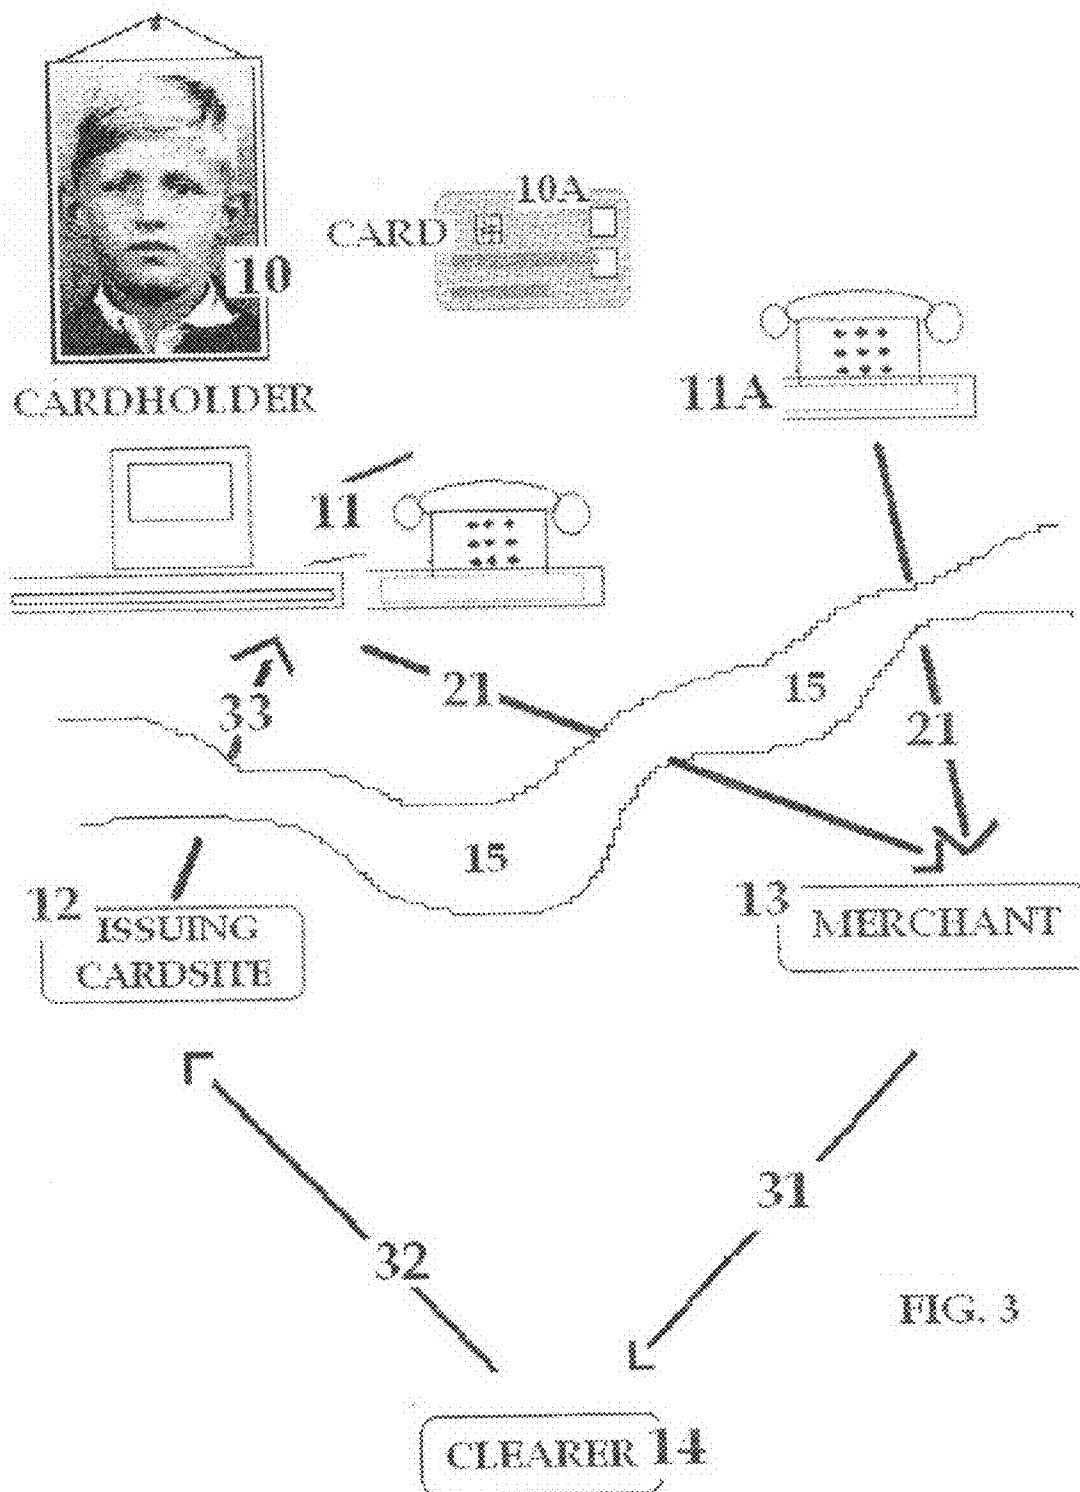 10A
CARD
10
11A
CARDHOLDER
11
21
15
33
21
15
12
13
ISSUING
CARDSITE
MERCHANT
31
32
FIG. 3
CLEARER 14